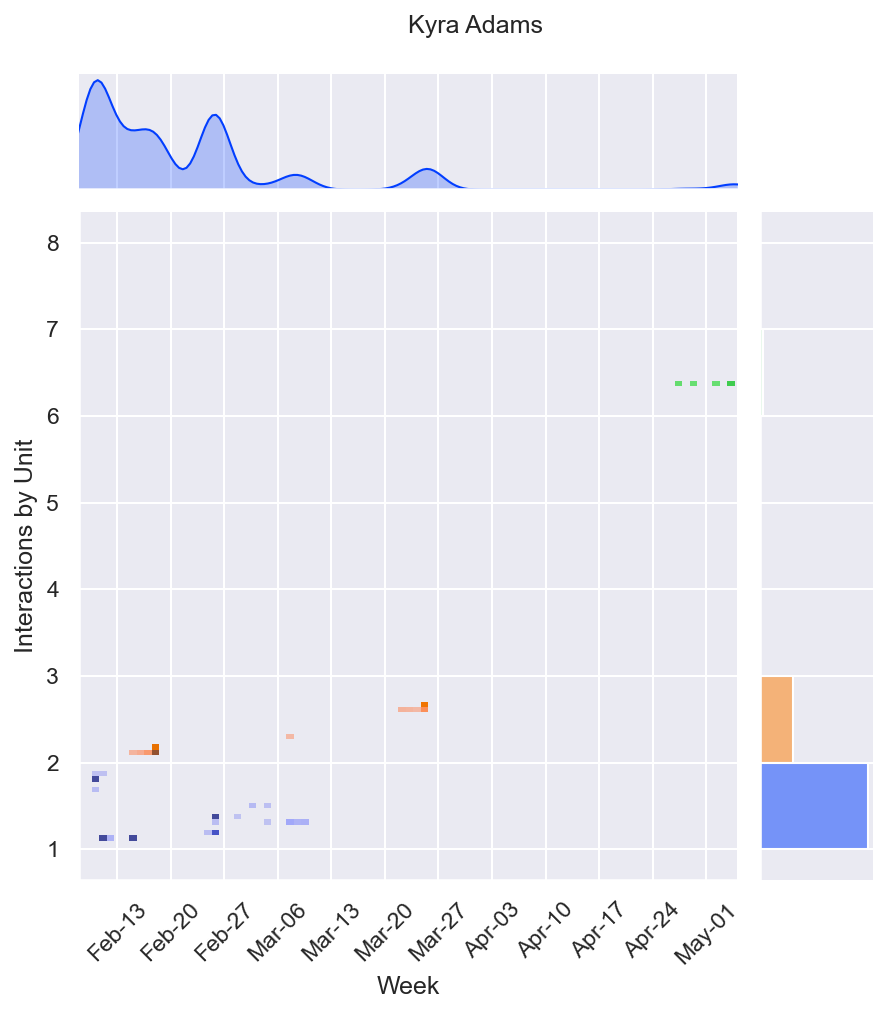 Kyra Adams
8
7
6
5
4
3
2
1
Interactions by Unit
Feb-13
Feb-20
Feb-27
Mar-06
Mar-13
Mar-20
Mar-27
Apr-03
Apr-10
Apr-17
Apr-24
May-01
Week